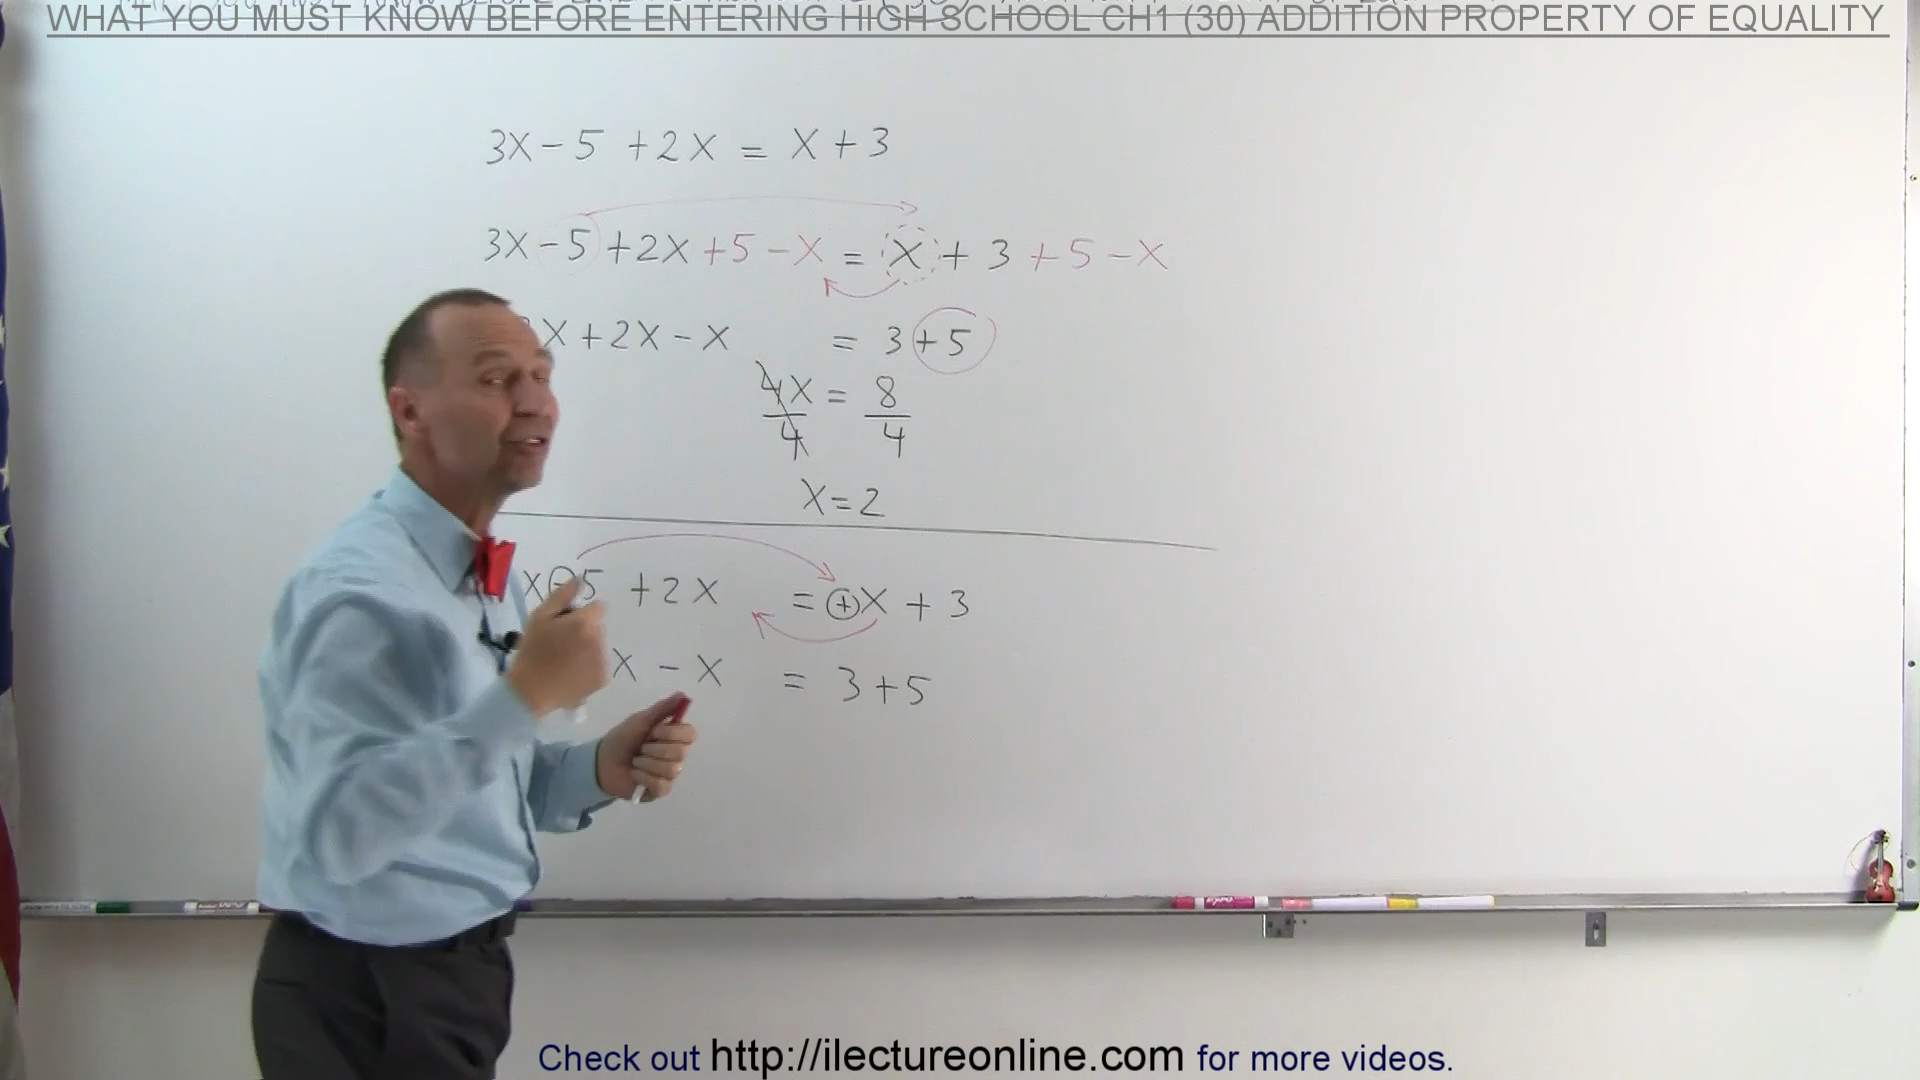 WHAT YOU MUST KNOW BEFORE ENTERING HIGH SCHOOL CH1 (30) ADDITION PROPERTY OF EQUALITY
3X - 5 + 2X = X + 3
3X - 5 + 2X + 5 - X = X + 3 + 5 - X
X + 2X - X = 3 + 5
4X = 8
4 4
X = 2
X - 5 + 2X = + X + 3
X - X = 3 + 5
Check out http://ilectureonline.com for more videos.